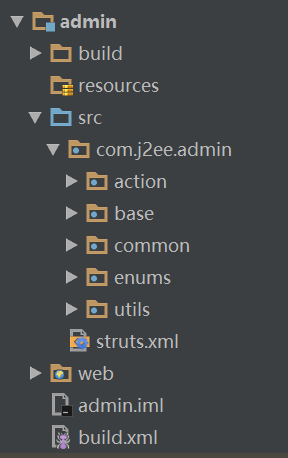 admin
build
resources
src
com.j2ee.admin
action
base
common
enums
utils
struts.xml
web
admin.iml
build.xml